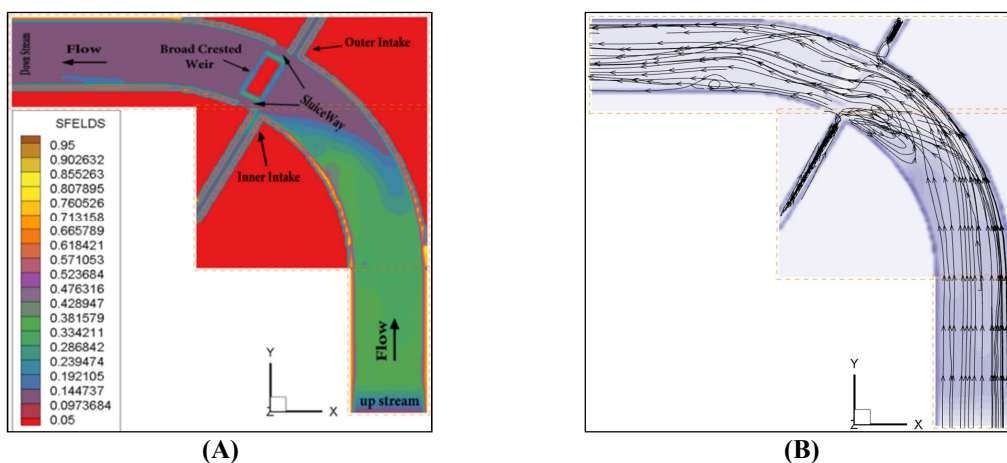 Down Stream
Flow
Broad Crested
Weir
Outer Intake
SluiceWay
Inner Intake
Flow
up stream
SFELDS
0.95
0.902632
0.855263
0.807895
0.760526
0.713158
0.665789
0.618421
0.571053
0.523684
0.476316
0.428947
0.381579
0.334211
0.286842
0.239474
0.192105
0.144737
0.0973684
0.05
Y
Z
X
(A)
Y
Z
X
(B)